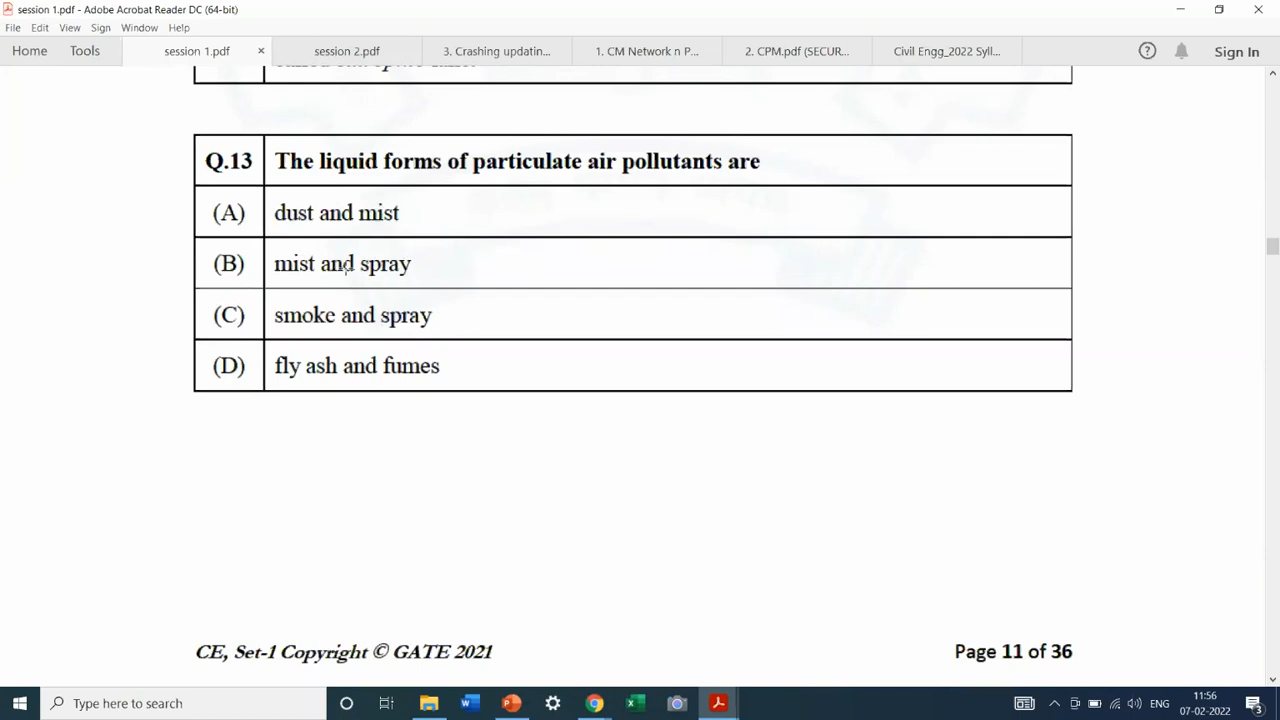 session 1.pdf - Adobe Acrobat Reader DC (64-bit)
File Edit View Sign Window Help
Home Tools session 1.pdf × session 2.pdf 3. Crashing updatin... 1. CM Network n P... 2. CPM.pdf (SECUR... Civil Engg_2022 Syll... Sign In
Q.13 The liquid forms of particulate air pollutants are
(A) dust and mist
(B) mist and spray
(C) smoke and spray
(D) fly ash and fumes
CE, Set-1 Copyright © GATE 2021 Page 11 of 36
Type here to search ENG 11:56
07-02-2022 3